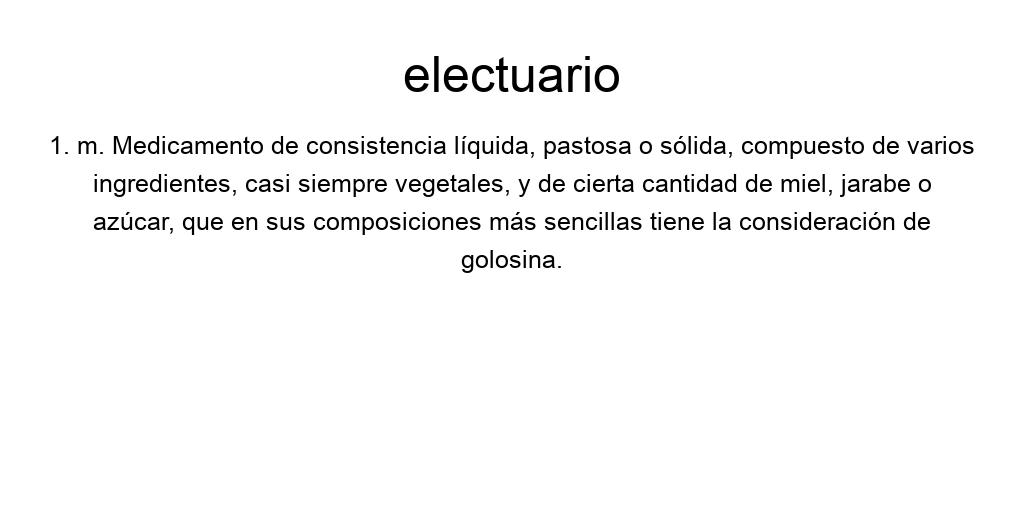 electuario
1. m. Medicamento de consistencia líquida, pastosa o sólida, compuesto de varios
ingredientes, casi siempre vegetales, y de cierta cantidad de miel, jarabe o
azúcar, que en sus composiciones más sencillas tiene la consideración de
golosina.